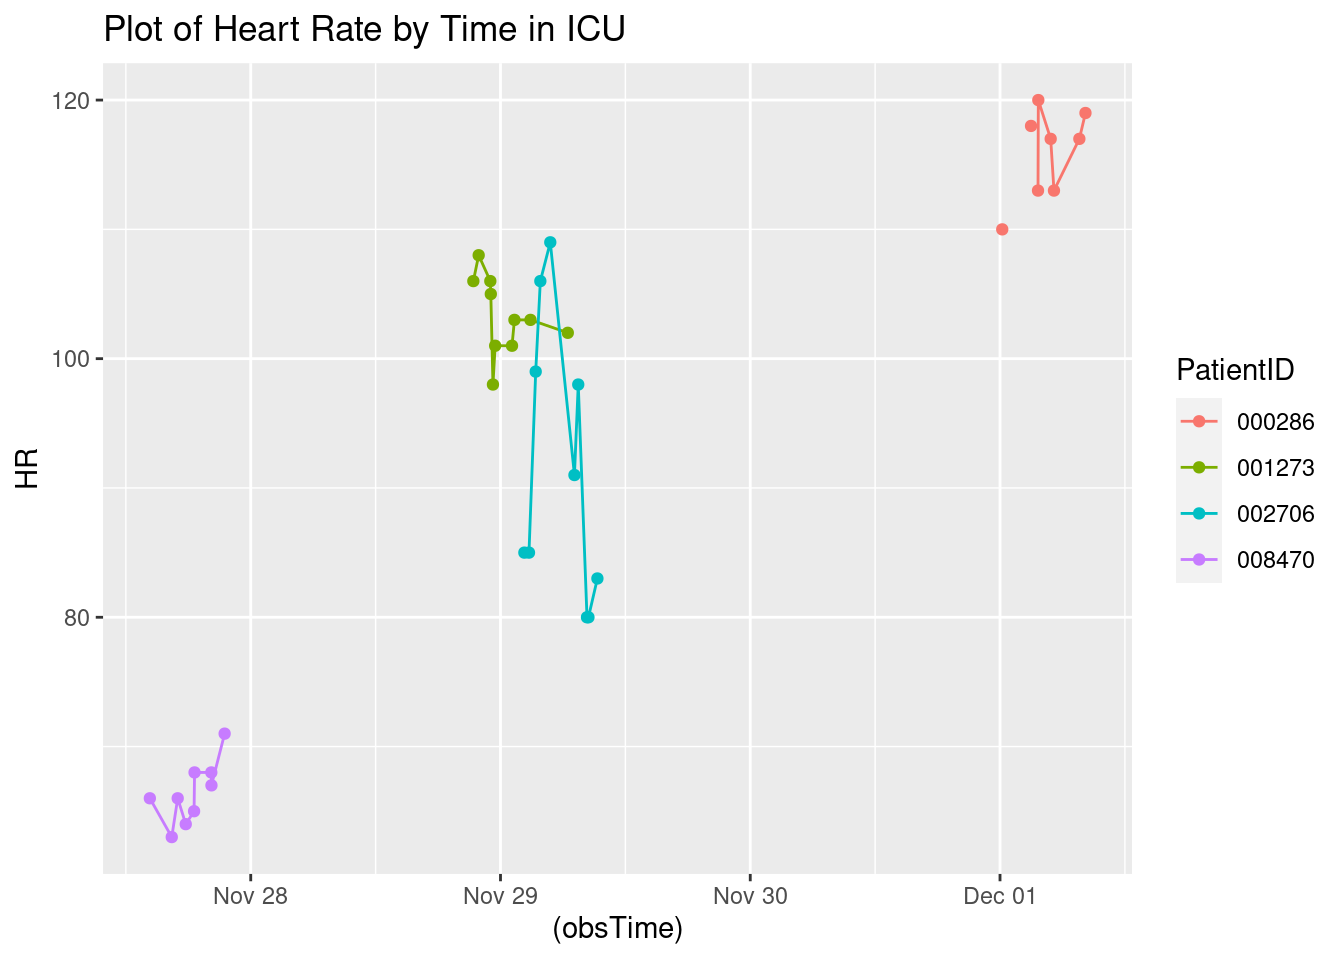 Plot of Heart Rate by Time in ICU
120
100
80
HR
Nov 28
Nov 29
Nov 30
Dec 01
(obsTime)
PatientID
000286
001273
002706
008470